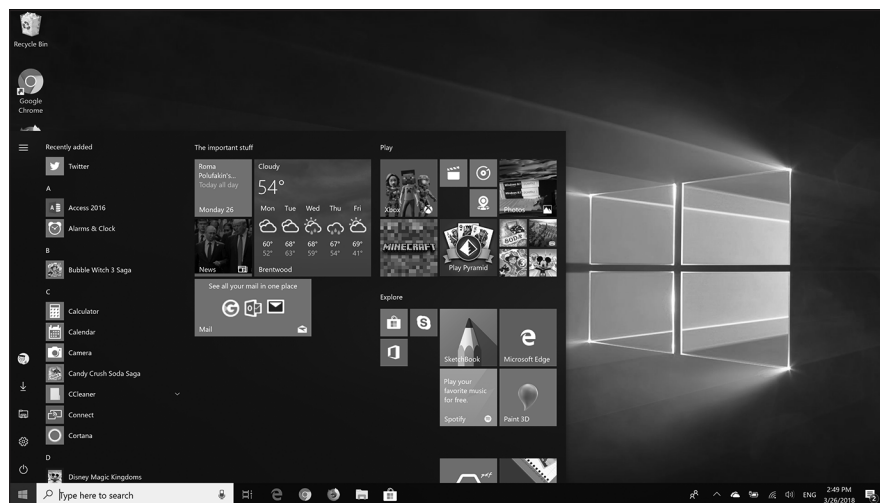 Recycle Bin
Google
Chrome
Recently added
Twitter
A
Access 2016
Alarms & Clock
B
Bubble Witch 3 Saga
C
Calculator
Calendar
Camera
Candy Crush Soda Saga
CCleaner
Connect
Cortana
D
Disney Magic Kingdoms
The important stuff
Roma
Polufakin's...
Today all day
Monday 26
Cloudy
54°
Mon Tue Wed Thu Fri
60° 68° 68° 67° 69°
52° 63° 59° 54° 41°
Brentwood
News
See all your mail in one place
Mail
Play
Xbox
Photos
MINECRAFT
Play Pyramid
SODA
Explore
SketchBook
Microsoft Edge
Play your
favorite music
for free.
Spotify
Paint 3D
Type here to search
ENG
2:49 PM
3/26/2018
2